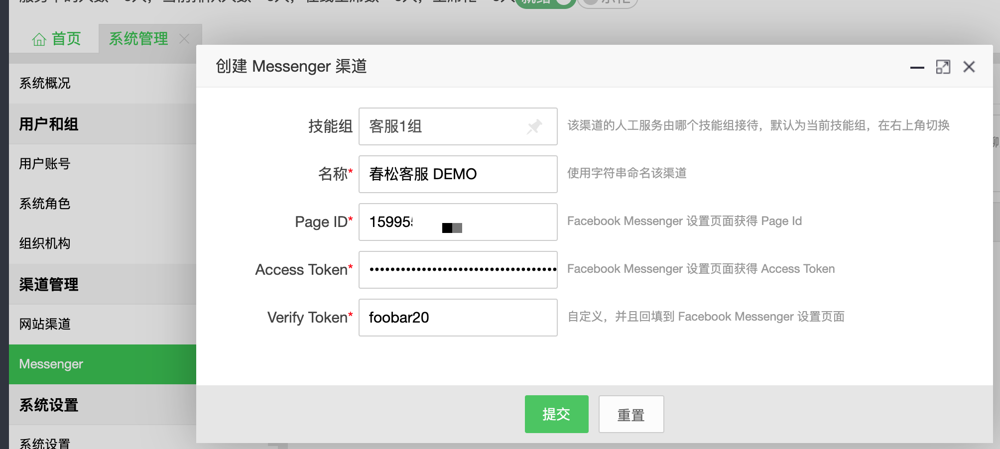 首页
系统管理
系统概况
用户和组
用户账号
系统角色
组织机构
渠道管理
网站渠道
Messenger
系统设置
系统设置
创建 Messenger 渠道
技能组 客服1组 该渠道的人工服务由哪个技能组接待，默认为当前技能组，在右上角切换
名称* 春松客服 DEMO 使用字符串命名该渠道
Page ID* 15995 Facebook Messenger 设置页面获得 Page Id
Access Token* Facebook Messenger 设置页面获得 Access Token
Verify Token* foobar20 自定义，并且回填到 Facebook Messenger 设置页面
提交 重置